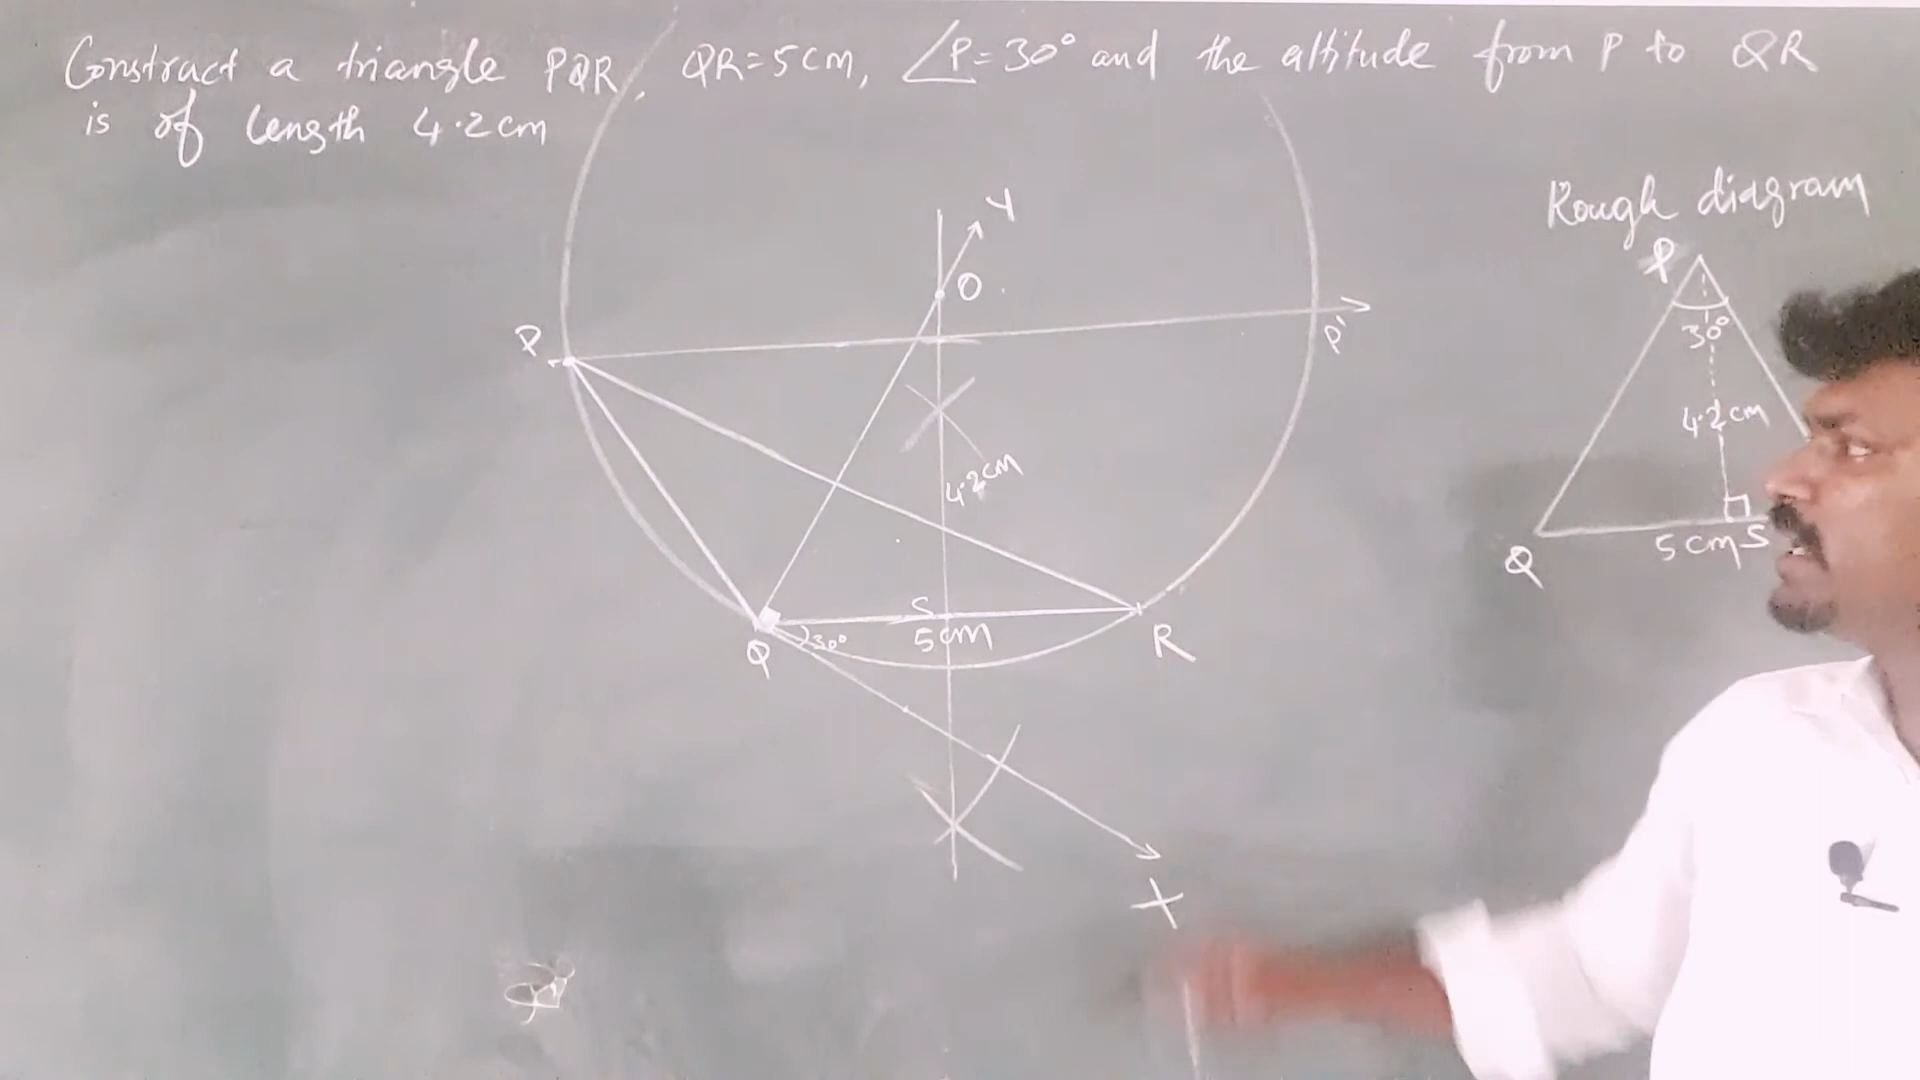 Construct a triangle PQR, QR=5cm, ∠P=30° and the altitude from P to QR
is of length 4.2cm
Rough diagram
Y
O
P
P'
P
30°
4.2cm
4.2cm
S
5cm
30°
Q
R
5cm S
Q
X